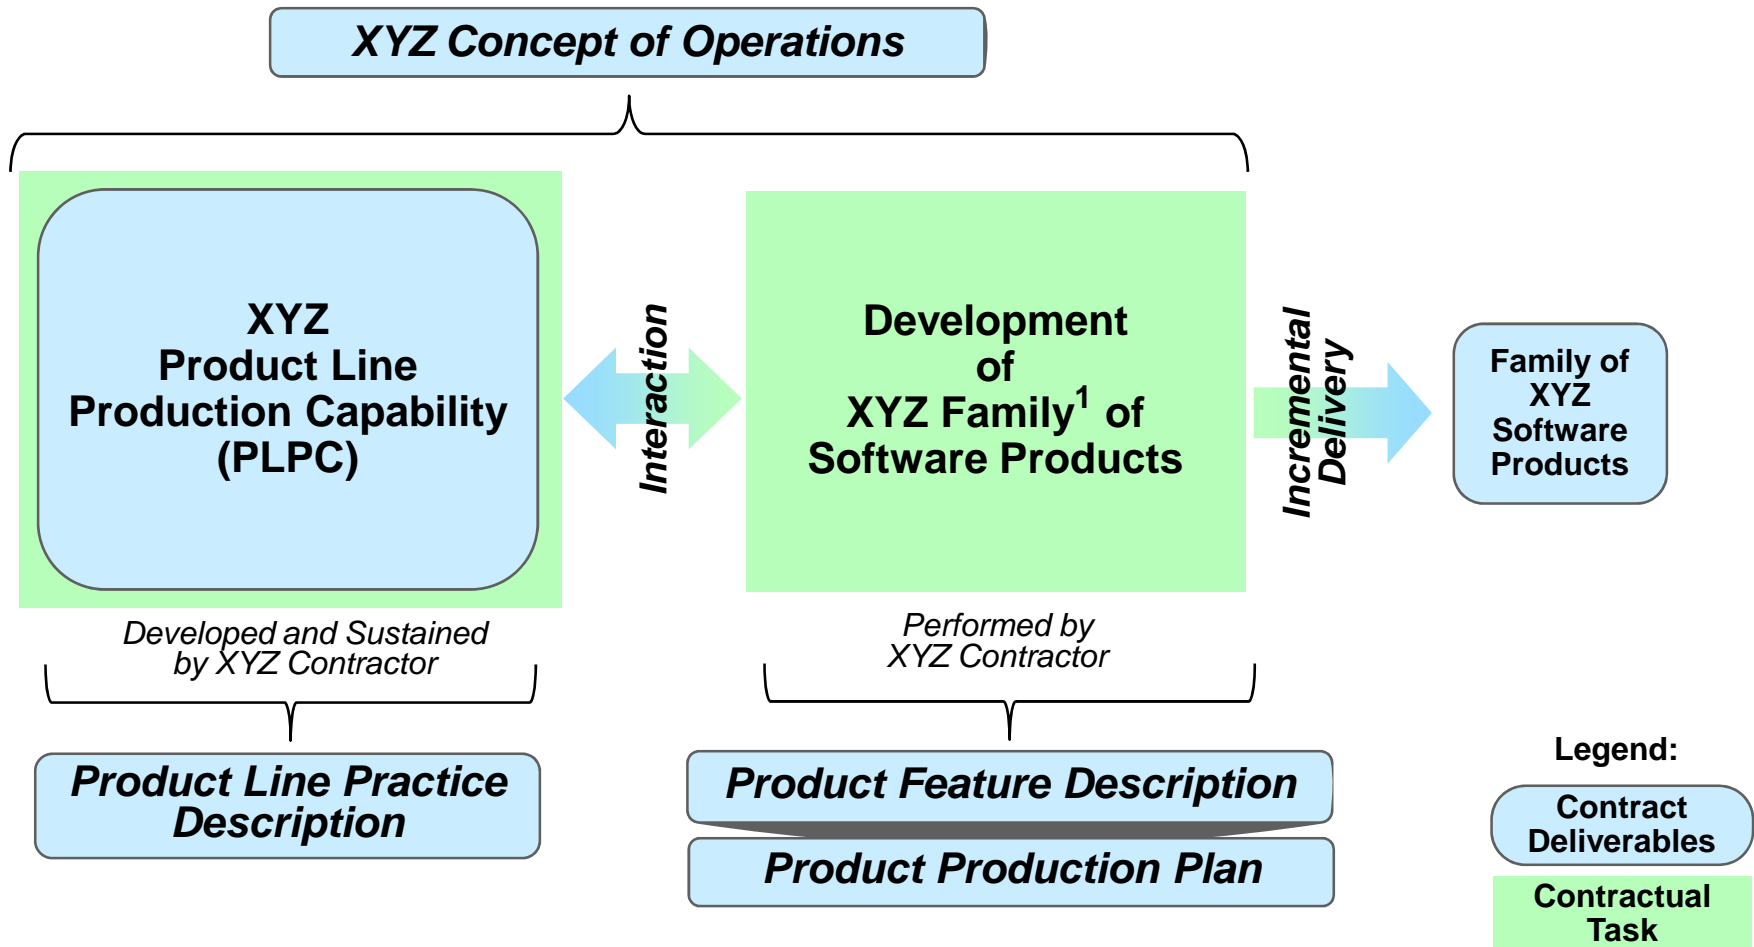 XYZ Concept of Operations
XYZ
Product Line
Production Capability
(PLPC)
Interaction
Development
of
XYZ Family1 of
Software Products
Incremental
Delivery
Family of
XYZ
Software
Products
Developed and Sustained
by XYZ Contractor
Performed by
XYZ Contractor
Product Line Practice
Description
Product Feature Description
Product Production Plan
Legend:
Contract
Deliverables
Contractual
Task